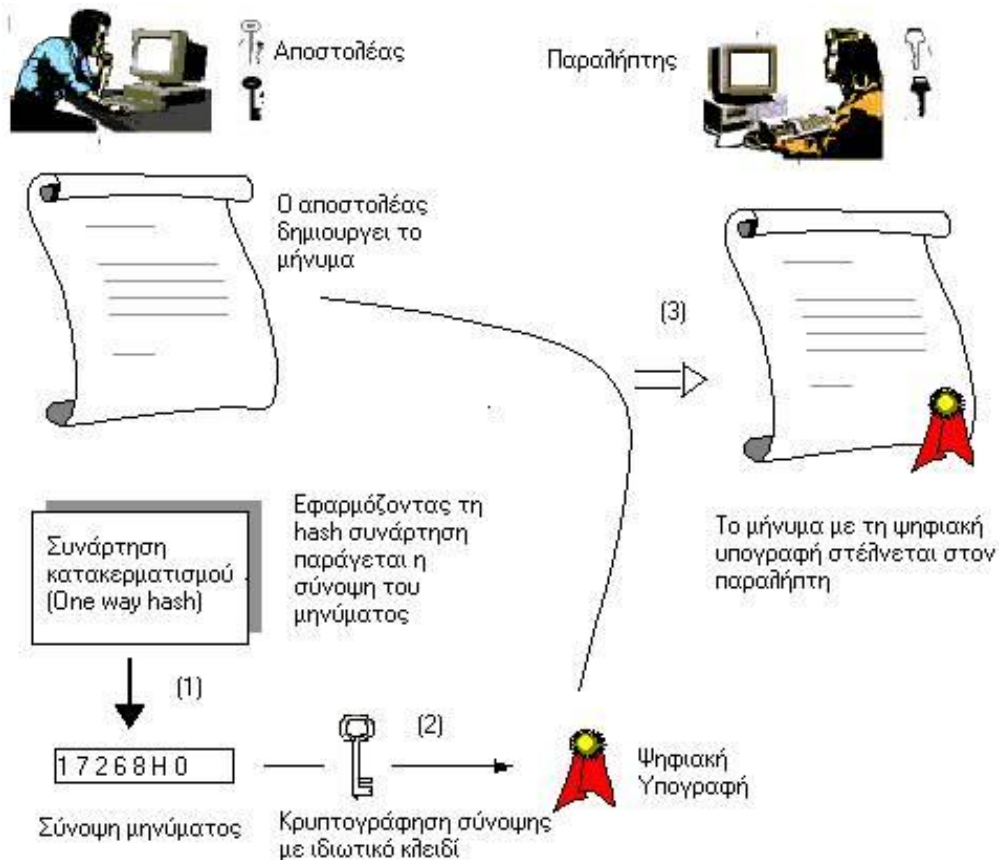 Αποστολέας
Παραλήπτης
Ο αποστολέας
δημιουργει το
μήνυμα
(3)
Συνάρτηση
κατακερματισμού
(One way hash)
Εφαρμόζοντας τη
hash συνάρτηση
παράγεται η
σύνοψη του
μηνύματος
Το μήνυμα με τη ψηφιακή
υπογραφή στέλνεται στον
παραλήπτη
(1)
(2)
17268H0
Ψηφιακή
Υπογραφή
Σύνοψη μηνύματος
Κρυπτογράφηση σύνοψης
με ιδιωτικό κλειδί